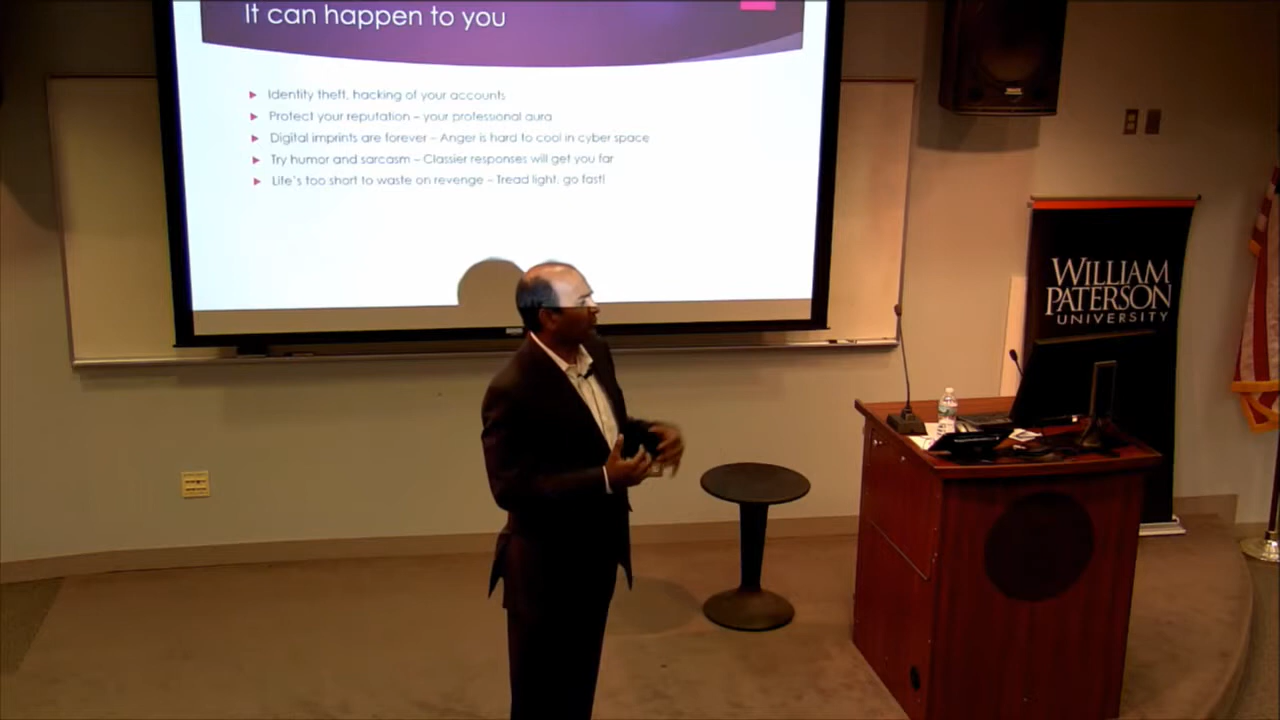 It can happen to you
Identity theft, hacking of your accounts
Protect your reputation – your professional aura
Digital imprints are forever – Anger is hard to cool in cyber space
Try humor and sarcasm – Classier responses will get you far
Life's too short to waste on revenge – Tread light, go fast!
WILLIAM
PATERSON
UNIVERSITY